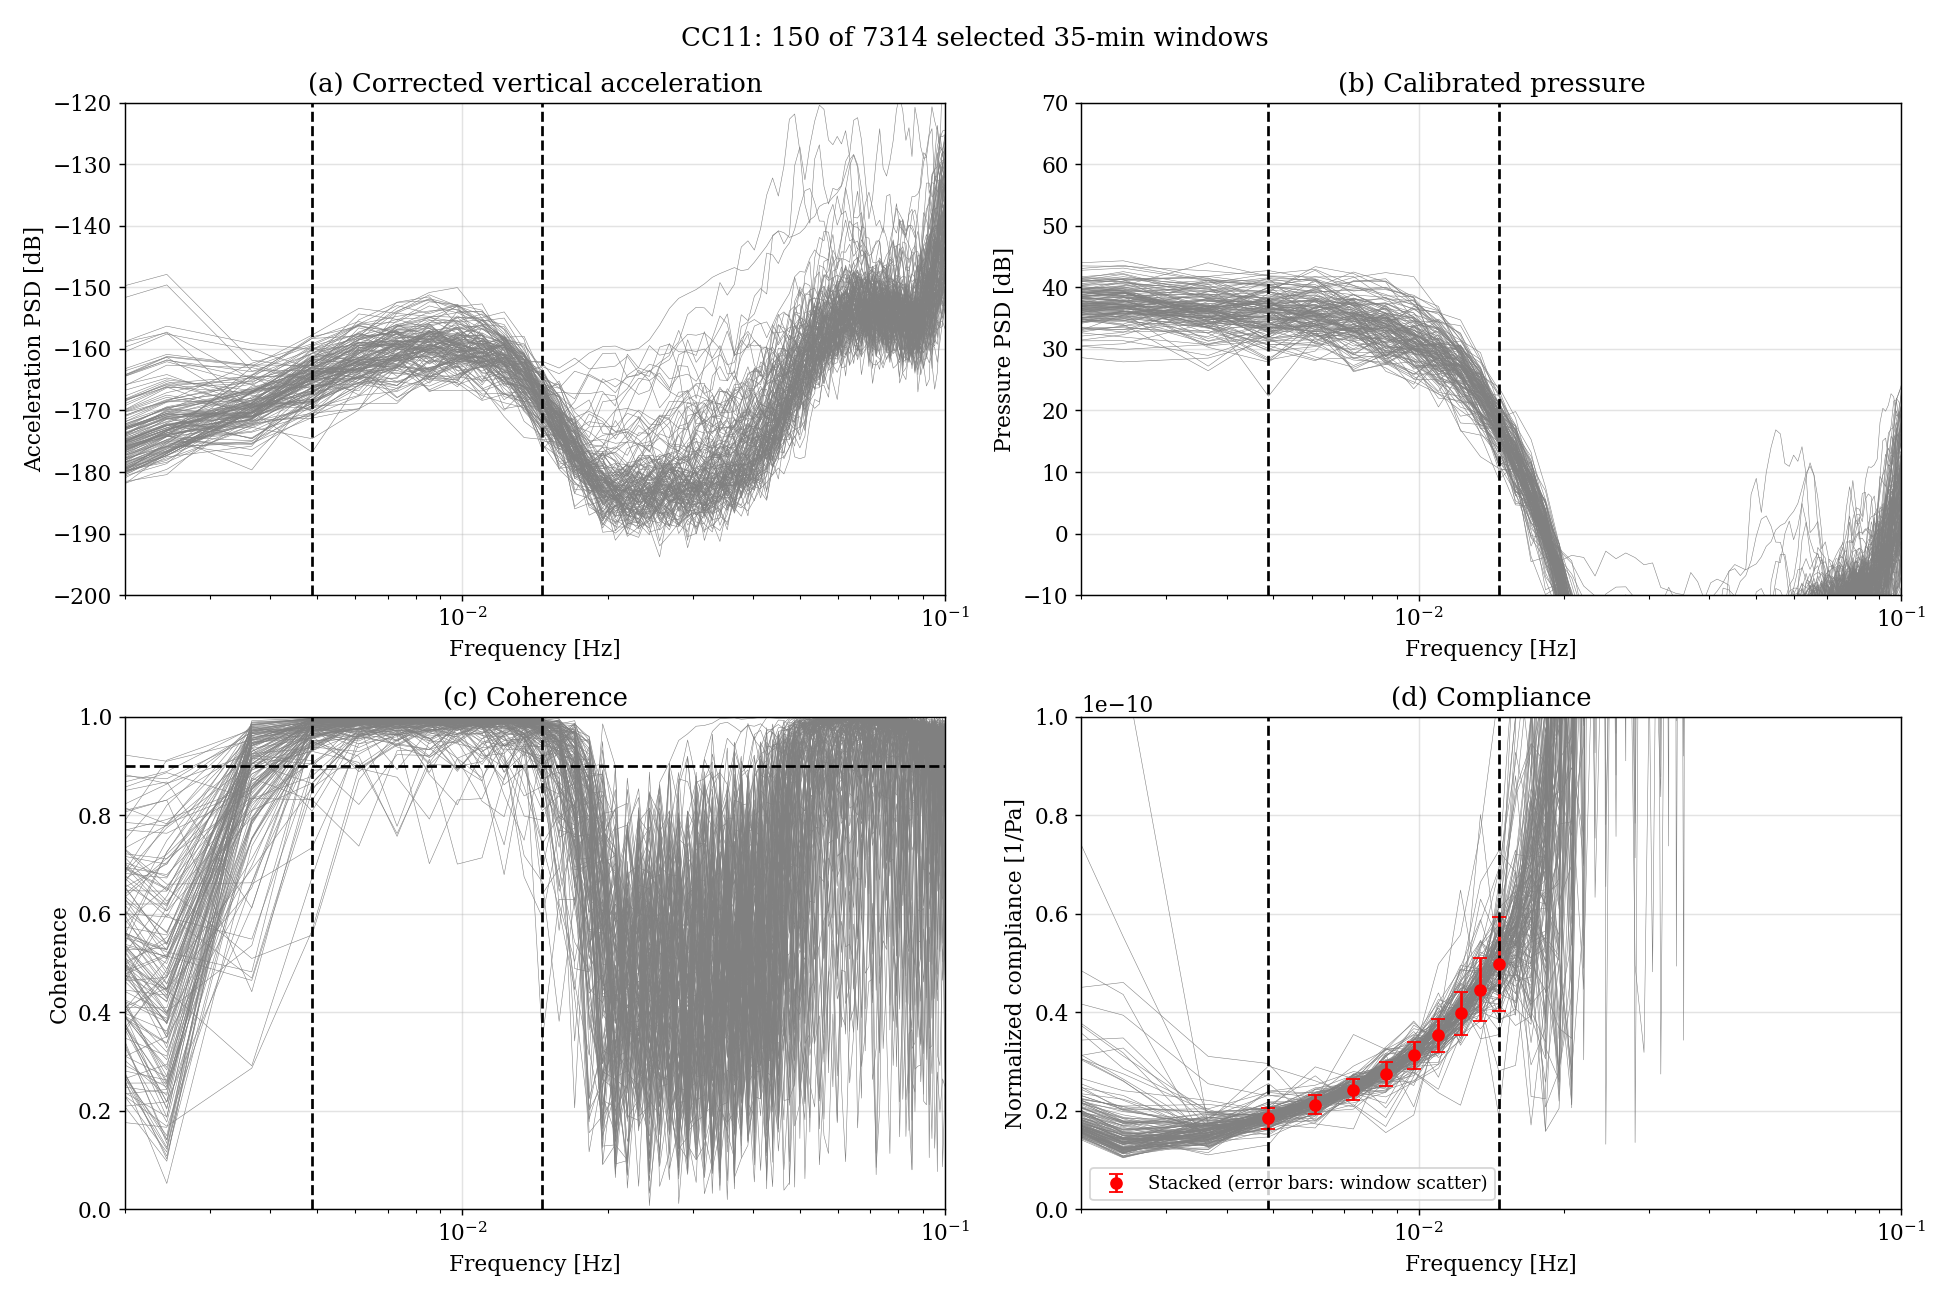 CC11: 150 of 7314 selected 35-min windows
(a) Corrected vertical acceleration
−120
−130
−140
−150
−160
−170
−180
−190
−200
Acceleration PSD [dB]
10⁻²
10⁻¹
Frequency [Hz]
(b) Calibrated pressure
70
60
50
40
30
20
10
0
−10
Pressure PSD [dB]
10⁻²
10⁻¹
Frequency [Hz]
(c) Coherence
1.0
0.8
0.6
0.4
0.2
0.0
Coherence
10⁻²
10⁻¹
Frequency [Hz]
1e−10
(d) Compliance
1.0
0.8
0.6
0.4
0.2
0.0
Normalized compliance [1/Pa]
Stacked (error bars: window scatter)
10⁻²
10⁻¹
Frequency [Hz]